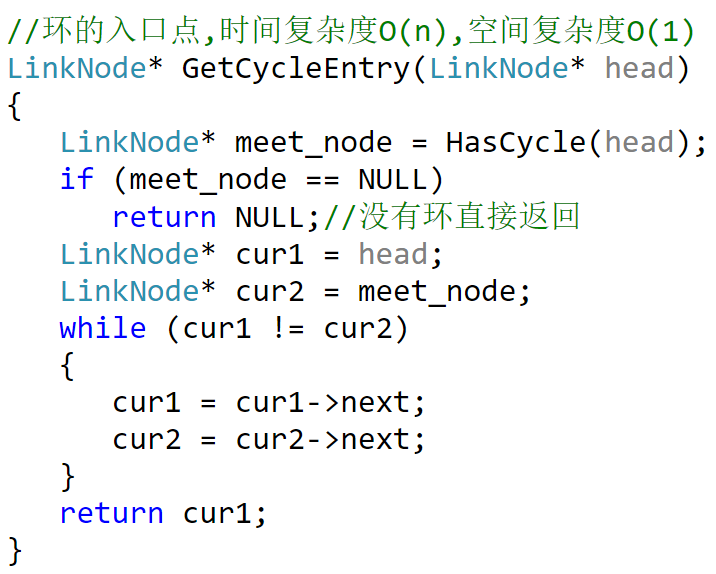 //环的入口点,时间复杂度O(n),空间复杂度O(1)
LinkNode* GetCycleEntry(LinkNode* head)
{
   LinkNode* meet_node = HasCycle(head);
   if (meet_node == NULL)
      return NULL;//没有环直接返回
   LinkNode* cur1 = head;
   LinkNode* cur2 = meet_node;
   while (cur1 != cur2)
   {
      cur1 = cur1->next;
      cur2 = cur2->next;
   }
   return cur1;
}